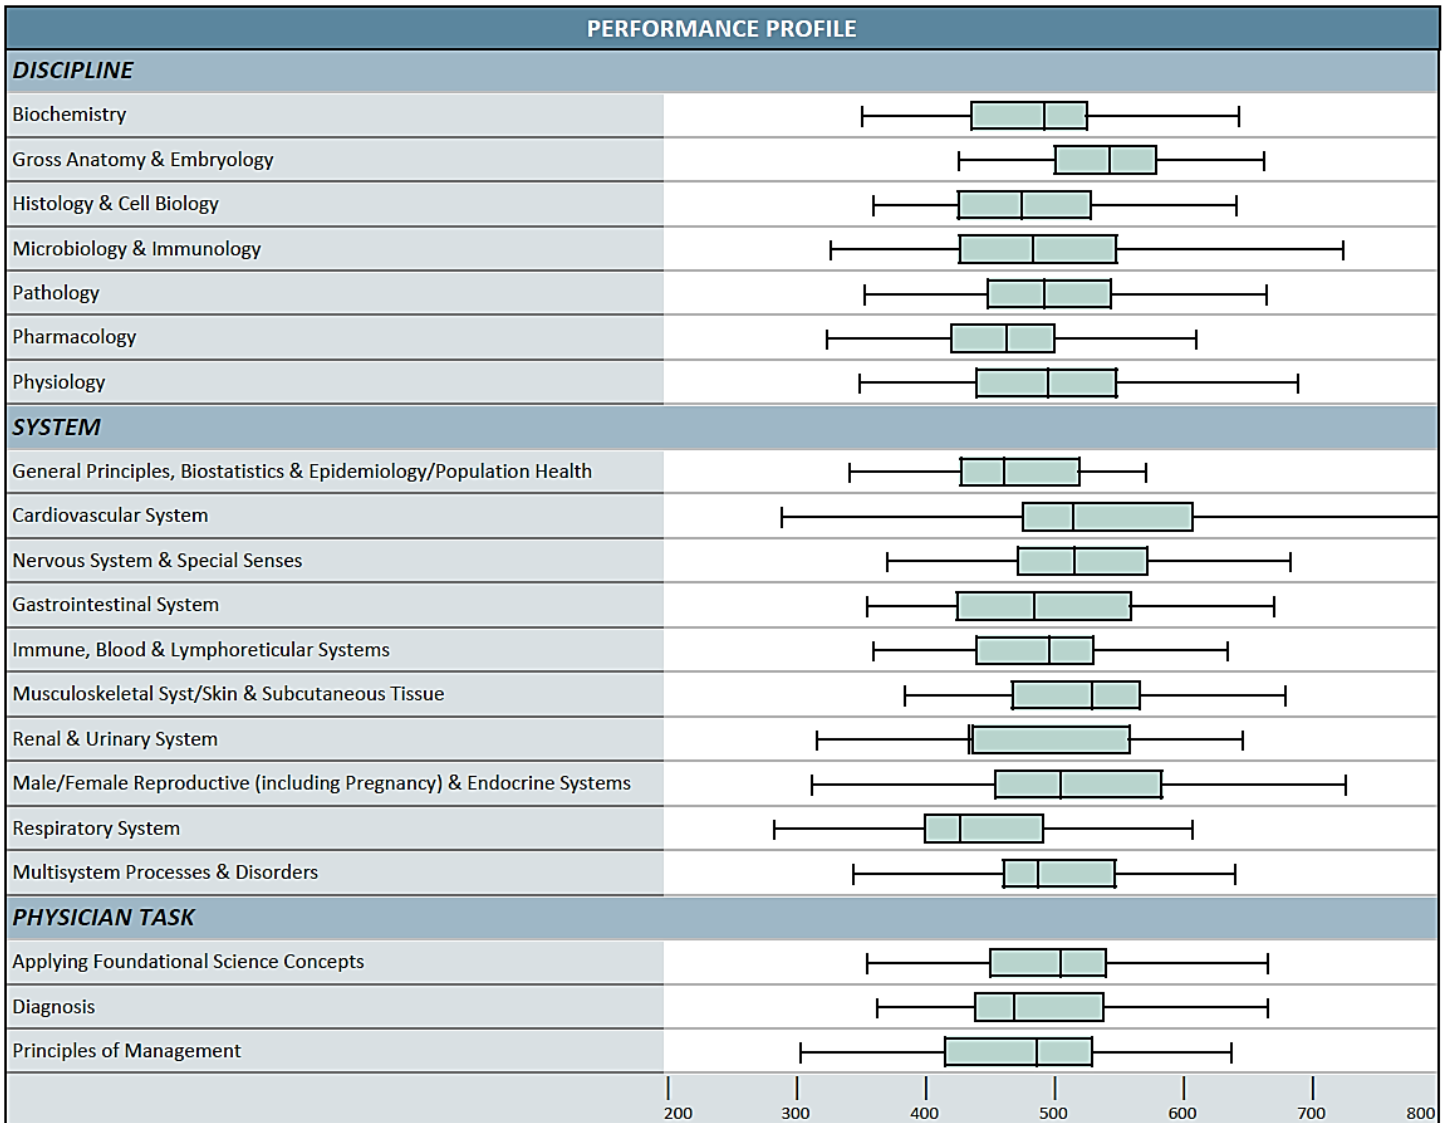 PERFORMANCE PROFILE
DISCIPLINE
Biochemistry
Gross Anatomy & Embryology
Histology & Cell Biology
Microbiology & Immunology
Pathology
Pharmacology
Physiology
SYSTEM
General Principles, Biostatistics & Epidemiology/Population Health
Cardiovascular System
Nervous System & Special Senses
Gastrointestinal System
Immune, Blood & Lymphoreticular Systems
Musculoskeletal Syst/Skin & Subcutaneous Tissue
Renal & Urinary System
Male/Female Reproductive (including Pregnancy) & Endocrine Systems
Respiratory System
Multisystem Processes & Disorders
PHYSICIAN TASK
Applying Foundational Science Concepts
Diagnosis
Principles of Management
200 300 400 500 600 700 800